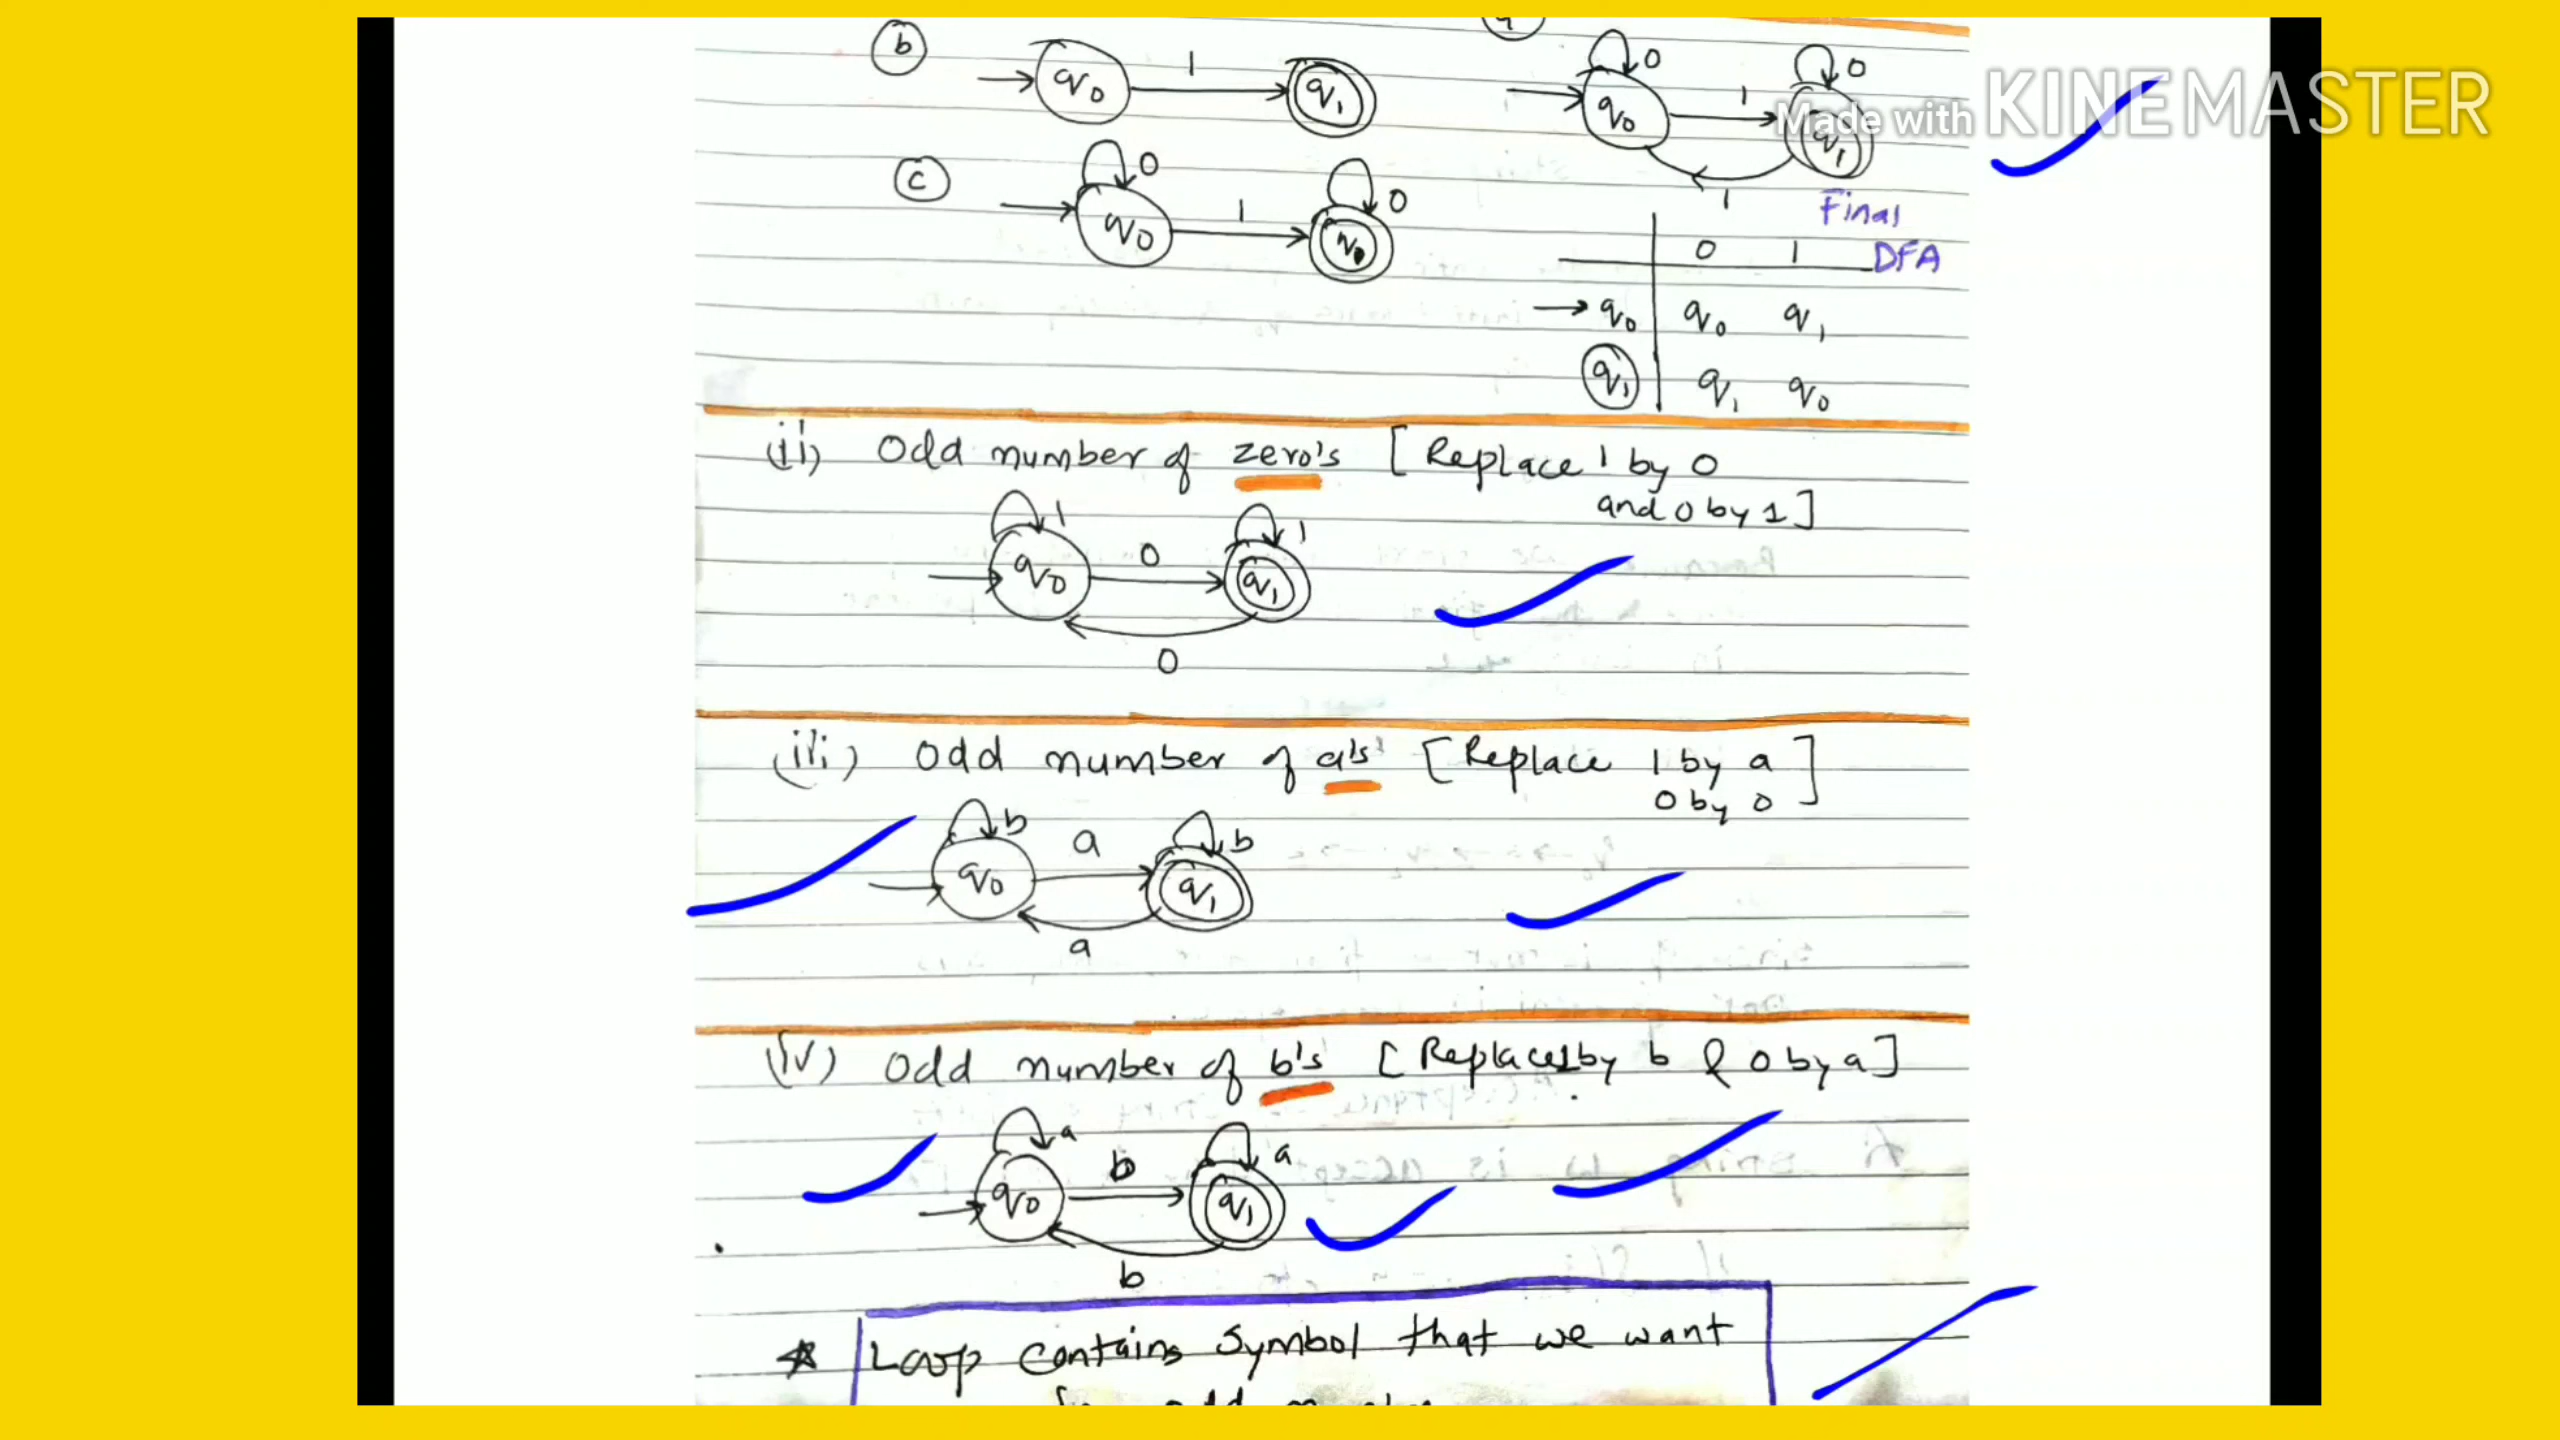 b
q0
1
q1
0
0
q0
1
q1
1
Made with KINEMASTER
c
0
0
q0
1
q0
Final
DFA
0 1
q0 q0 q1
q1 q1 q0
(ii) Odd number of zero's [Replace 1 by 0
and 0 by 1]
1
1
q0
0
q1
0
(iii) Odd number of a's [Replace 1 by a
0 by 0]
b
a
b
q0
q1
a
(iv) Odd number of b's [Replace 1 by b & 0 by a]
a
b
a
q0
q1
b
Loop contains symbol that we want